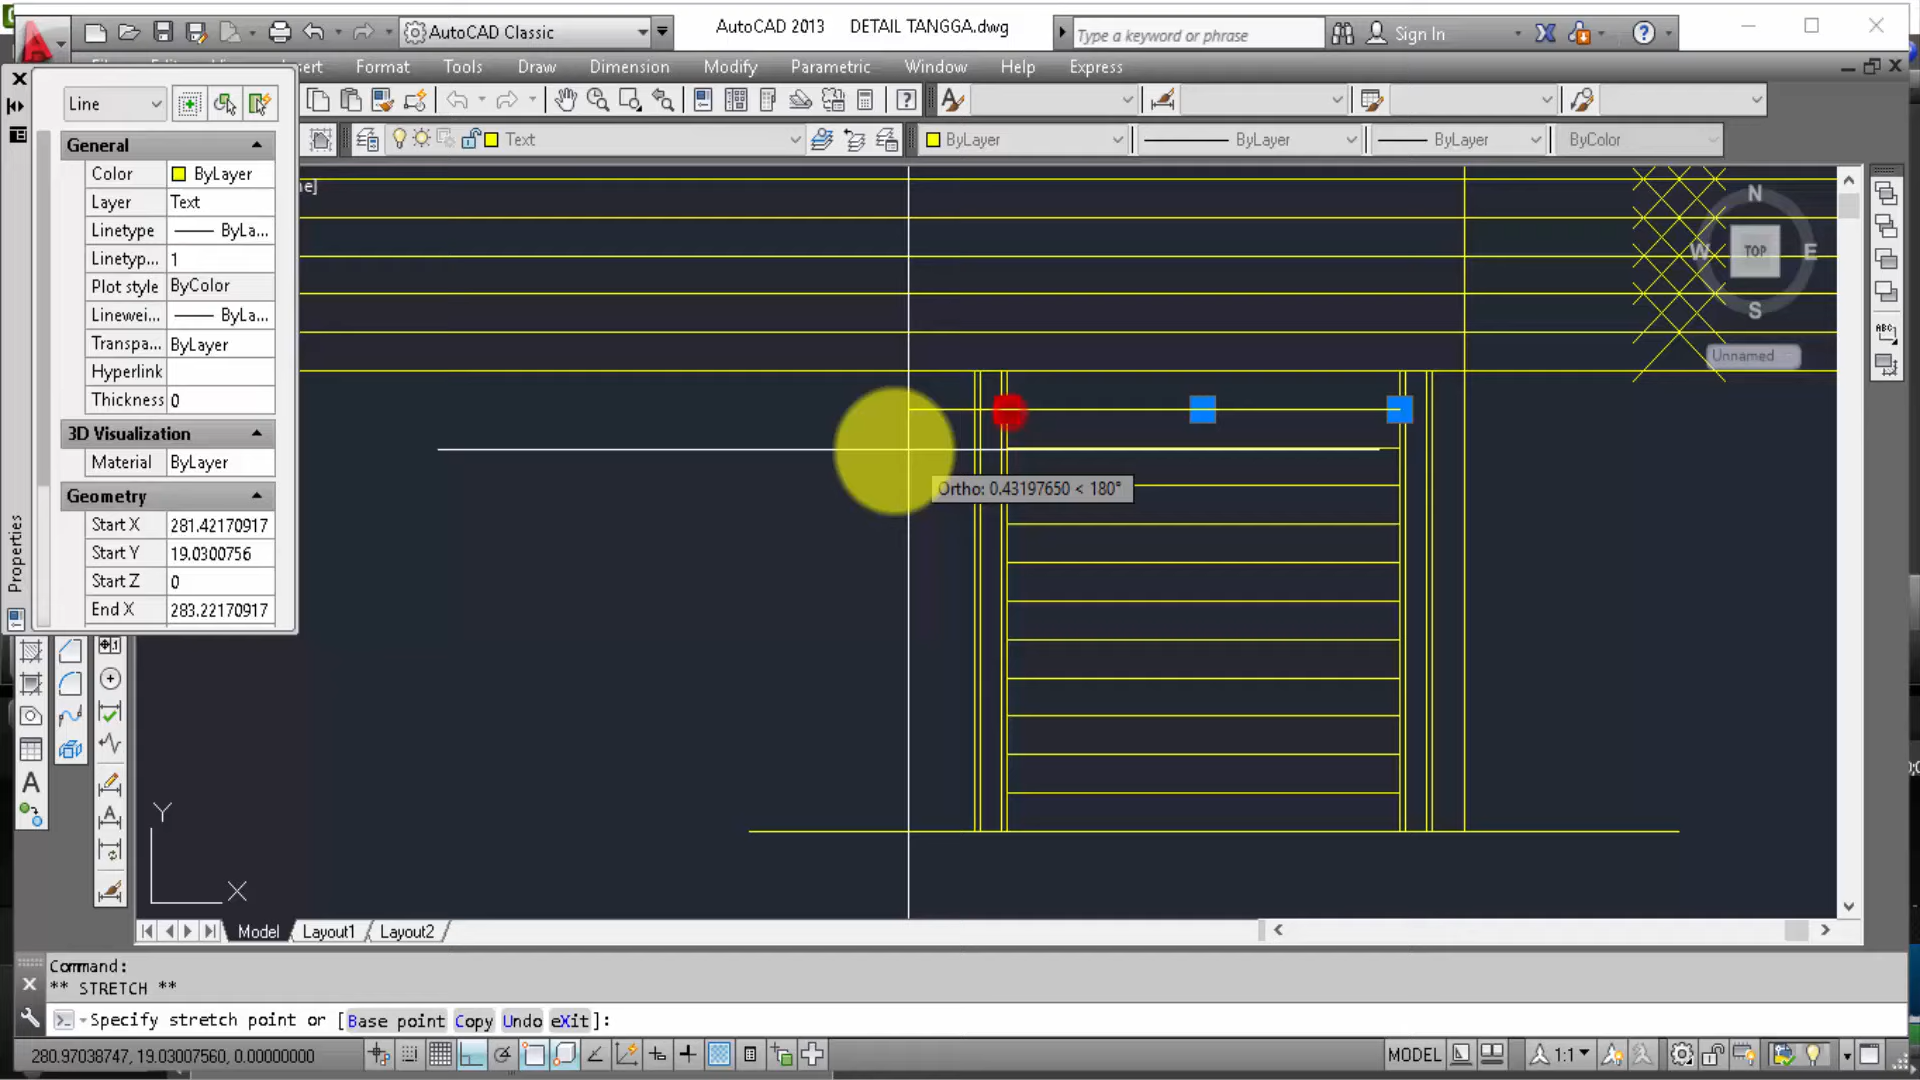 AutoCAD Classic
AutoCAD 2013 DETAIL TANGGA.dwg
Type a keyword or phrase
Sign In
Format Tools Draw Dimension Modify Parametric Window Help Express
Line
Text
ByLayer
ByLayer
ByLayer
ByColor
General
Color ByLayer
Layer Text
Linetype ByLa...
Linetyp... 1
Plot style ByColor
Linewei... ByLa...
Transpa... ByLayer
Hyperlink
Thickness 0
3D Visualization
Material ByLayer
Geometry
Start X 281.42170917
Start Y 19.0300756
Start Z 0
End X 283.22170917
Properties
N
W TOP E
S
Unnamed
Ortho: 0.43197650 < 180°
Y
X
Model Layout1 Layout2
Command:
** STRETCH **
Specify stretch point or [Base point Copy Undo eXit]:
280.97038747, 19.03007560, 0.00000000
MODEL
1:1